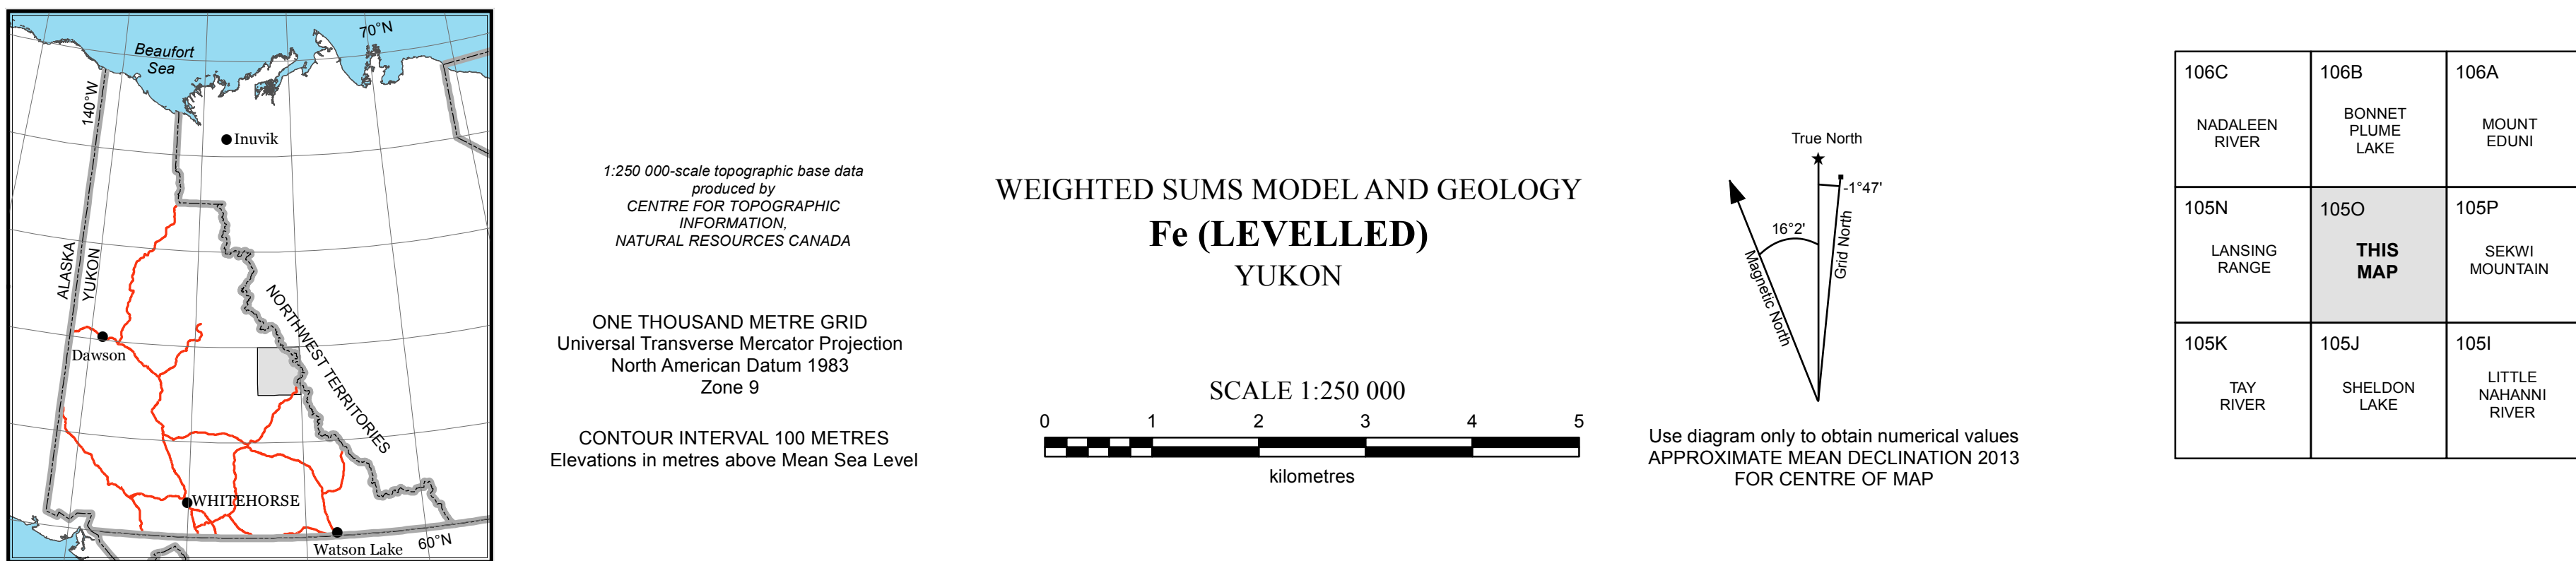 70°N
Beaufort
Sea
140°W
Inuvik
ALASKA
YUKON
NORTHWEST TERRITORIES
Dawson
WHITEHORSE
Watson Lake
60°N
1:250 000-scale topographic base data
produced by
CENTRE FOR TOPOGRAPHIC
INFORMATION,
NATURAL RESOURCES CANADA
ONE THOUSAND METRE GRID
Universal Transverse Mercator Projection
North American Datum 1983
Zone 9
CONTOUR INTERVAL 100 METRES
Elevations in metres above Mean Sea Level
WEIGHTED SUMS MODEL AND GEOLOGY
Fe (LEVELLED)
YUKON
SCALE 1:250 000
0 1 2 3 4 5
kilometres
True North
-1°47'
16°2'
Magnetic North
Grid North
Use diagram only to obtain numerical values
APPROXIMATE MEAN DECLINATION 2013
FOR CENTRE OF MAP
106C
NADALEEN
RIVER
106B
BONNET
PLUME
LAKE
106A
MOUNT
EDUNI
105N
LANSING
RANGE
105O
THIS
MAP
105P
SEKWI
MOUNTAIN
105K
TAY
RIVER
105J
SHELDON
LAKE
105I
LITTLE
NAHANNI
RIVER